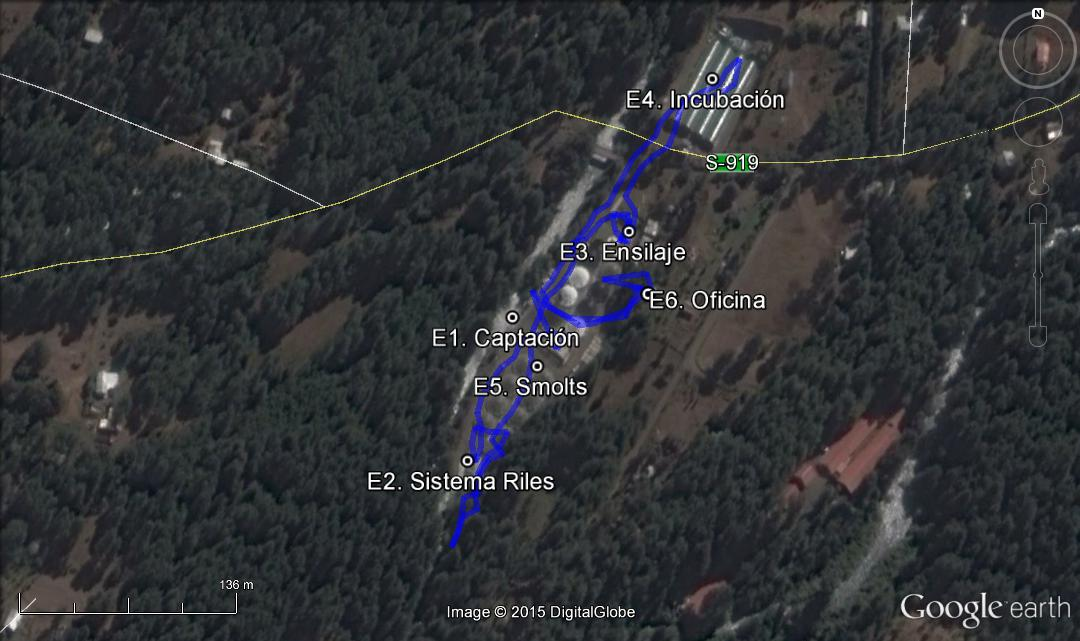 N
E4. Incubación
S-919
E3. Ensilaje
E6. Oficina
E1. Captación
E5. Smolts
E2. Sistema Riles
136 m
Image © 2015 DigitalGlobe
Google earth